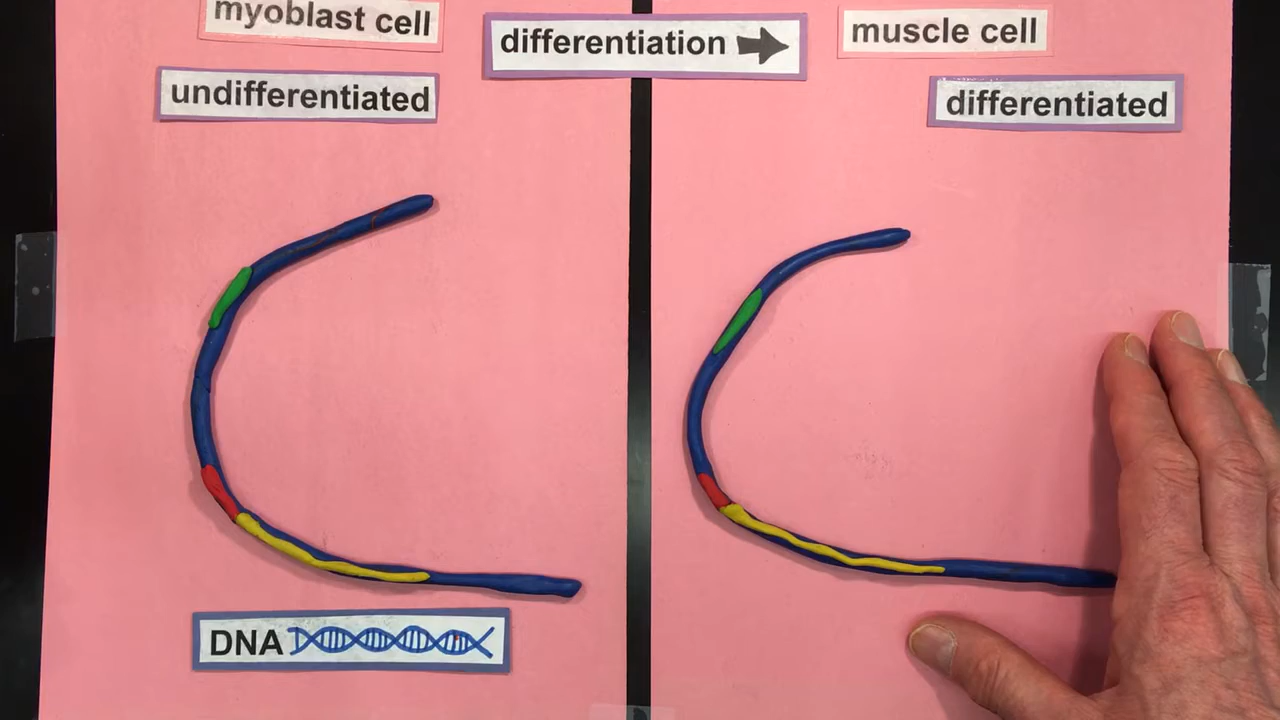 myoblast cell
differentiation
muscle cell
undifferentiated
differentiated
DNA